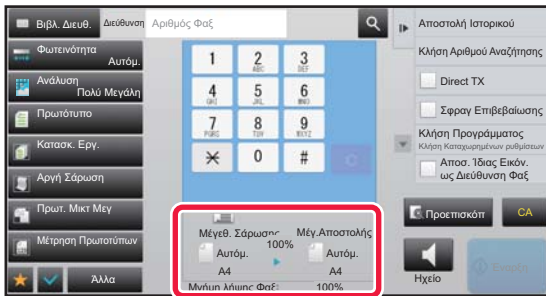 Βιβλ. Διευθ.
Διεύθυνση
Αριθμός Φαξ
Φωτεινότητα
Αυτόμ.
Ανάλυση
Πολύ Μεγάλη
Πρωτότυπο
Κατασκ. Εργ.
Αργή Σάρωση
Πρωτ. Μικτ Μεγ
Μέτρηση Πρωτοτύπων
Άλλα
1
2 ABC
3 DEF
4 GHI
5 JKL
6 MNO
7 PQRS
8 TUV
9 WXYZ
0
#
C
Μέγεθ. Σάρωσης
Μέγ.Αποστολής
100%
Αυτόμ.
Αυτόμ.
A4
A4
Μνήμη λήψης Φαξ:
100%
Αποστολή Ιστορικού
Κλήση Αριθμού Αναζήτησης
Direct TX
Σφραγ Επιβεβαίωσης
Κλήση Προγράμματος
Κλήση Καταχωρημένων ρυθμίσεων
Αποσ. Ίδιας Εικόν.
ως Διεύθυνση Φαξ
Προεπισκόπ
CA
Ηχείο
Έναρξη